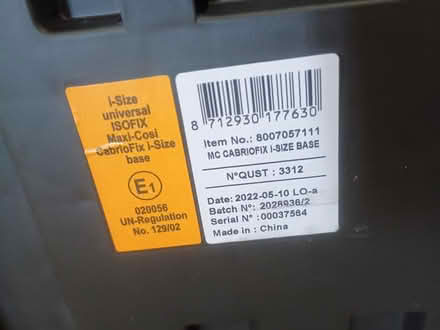 i-Size
universal
ISOFIX
Maxi-Cosi
CabrioFix i-Size
base
E1
020056
UN-Regulation
No. 129/02
8 712930 177630
Item No.: 8007057111
MC CABRIOFIX I-SIZE BASE
N°QUST : 3312
Date: 2022-05-10 LO-a
Batch N°: 2028936/2
Serial N°: 00037564
Made in : China